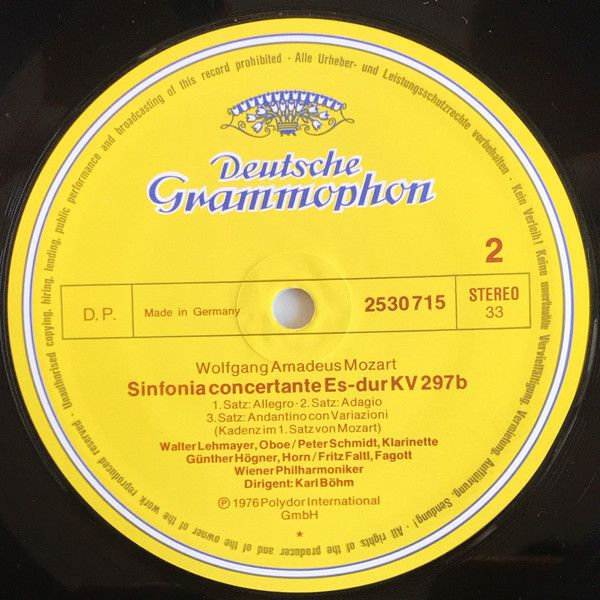 Deutsche
Grammophon
2
D.P.
Made in Germany
2530715
STEREO
33
Wolfgang Amadeus Mozart
Sinfonia concertante Es-dur KV 297b
1. Satz: Allegro · 2. Satz: Adagio
3. Satz: Andantino con Variazioni
(Kadenz im 1. Satz von Mozart)
Walter Lehmayer, Oboe / Peter Schmidt, Klarinette
Günther Högner, Horn / Fritz Faltl, Fagott
Wiener Philharmoniker
Dirigent: Karl Böhm
℗ 1976 Polydor International
GmbH
*
Alle Urheber- und Leistungsschutzrechte vorbehalten · Kein Verleih! Keine unerlaubte Vervielfältigung, Vermietung, Aufführung, Sendung! · All rights of the producer and of the owner of the work reproduced reserved · Unauthorised copying, hiring, lending, public performance and broadcasting of this record prohibited ·